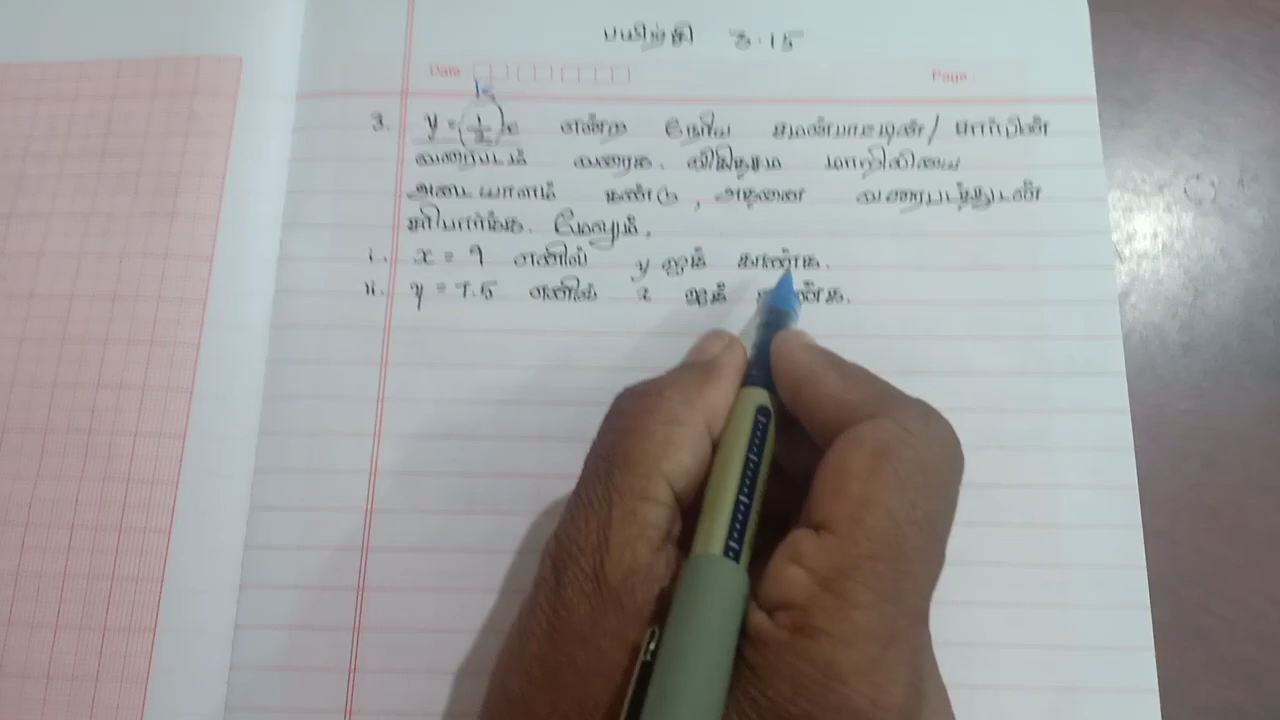 பயிற்சி 3.15
Date
Page
k
3. y = (1/2)x என்ற நேரிய சமன்பாட்டின் / சார்பின்
வரைபடம் வரைக. விகிதசம மாறிலியை
அடையாளம் கண்டு, அதனை வரைபடத்துடன்
சரிபார்க்க. மேலும்,
i. x = 9 எனில் y ஐக் காண்க.
ii. y = 7.5 எனில் x ஐக் காண்க.